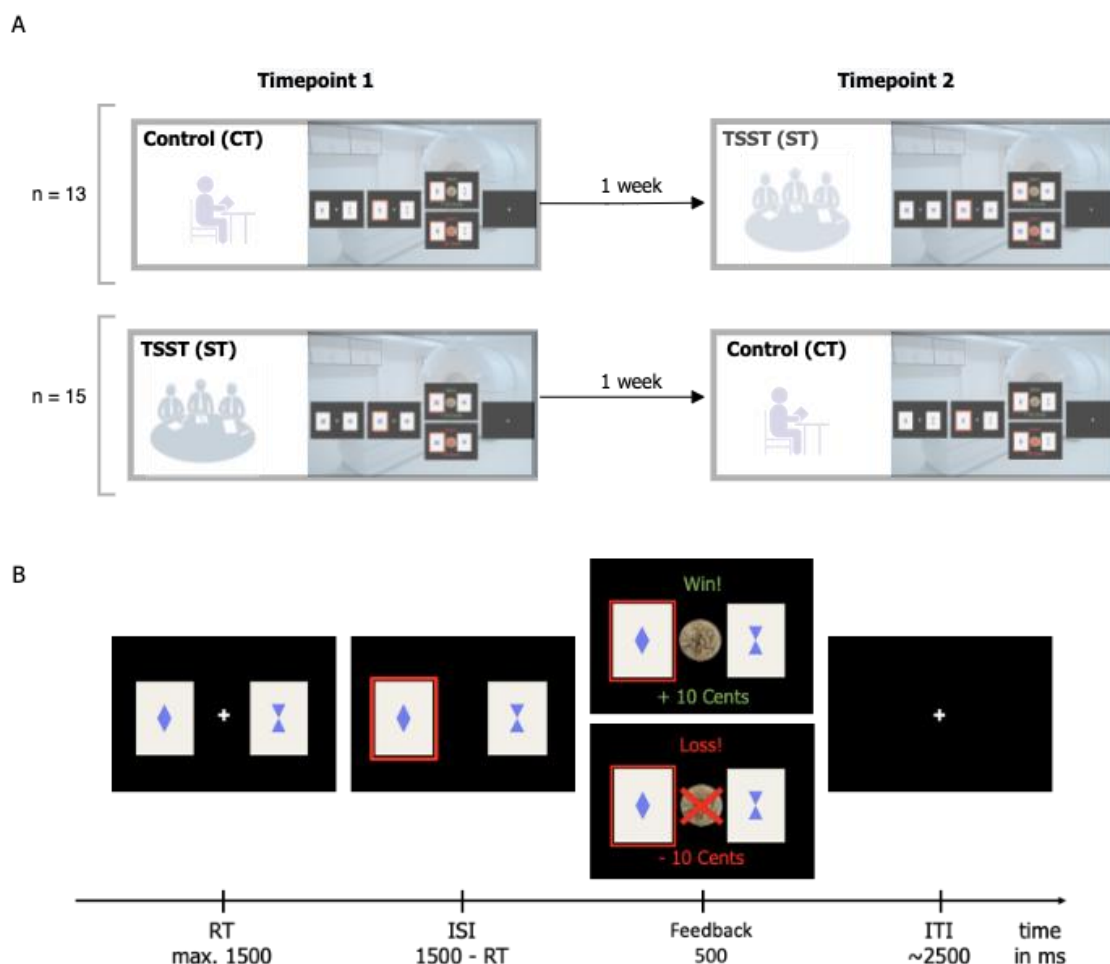 A
Timepoint 1
Timepoint 2
Control (CT)
TSST (ST)
n = 13
1 week
TSST (ST)
Control (CT)
n = 15
1 week
B
Win!
+ 10 Cents
Loss!
- 10 Cents
RT
max. 1500
ISI
1500 - RT
Feedback
500
ITI
~2500
time
in ms